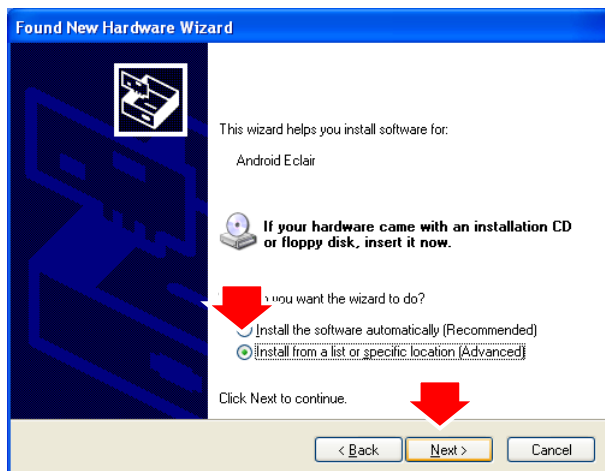 Found New Hardware Wizard
This wizard helps you install software for:
Android Eclair
If your hardware came with an installation CD
or floppy disk, insert it now.
you want the wizard to do?
Install the software automatically (Recommended)
Install from a list or specific location (Advanced)
Click Next to continue.
< Back
Next >
Cancel